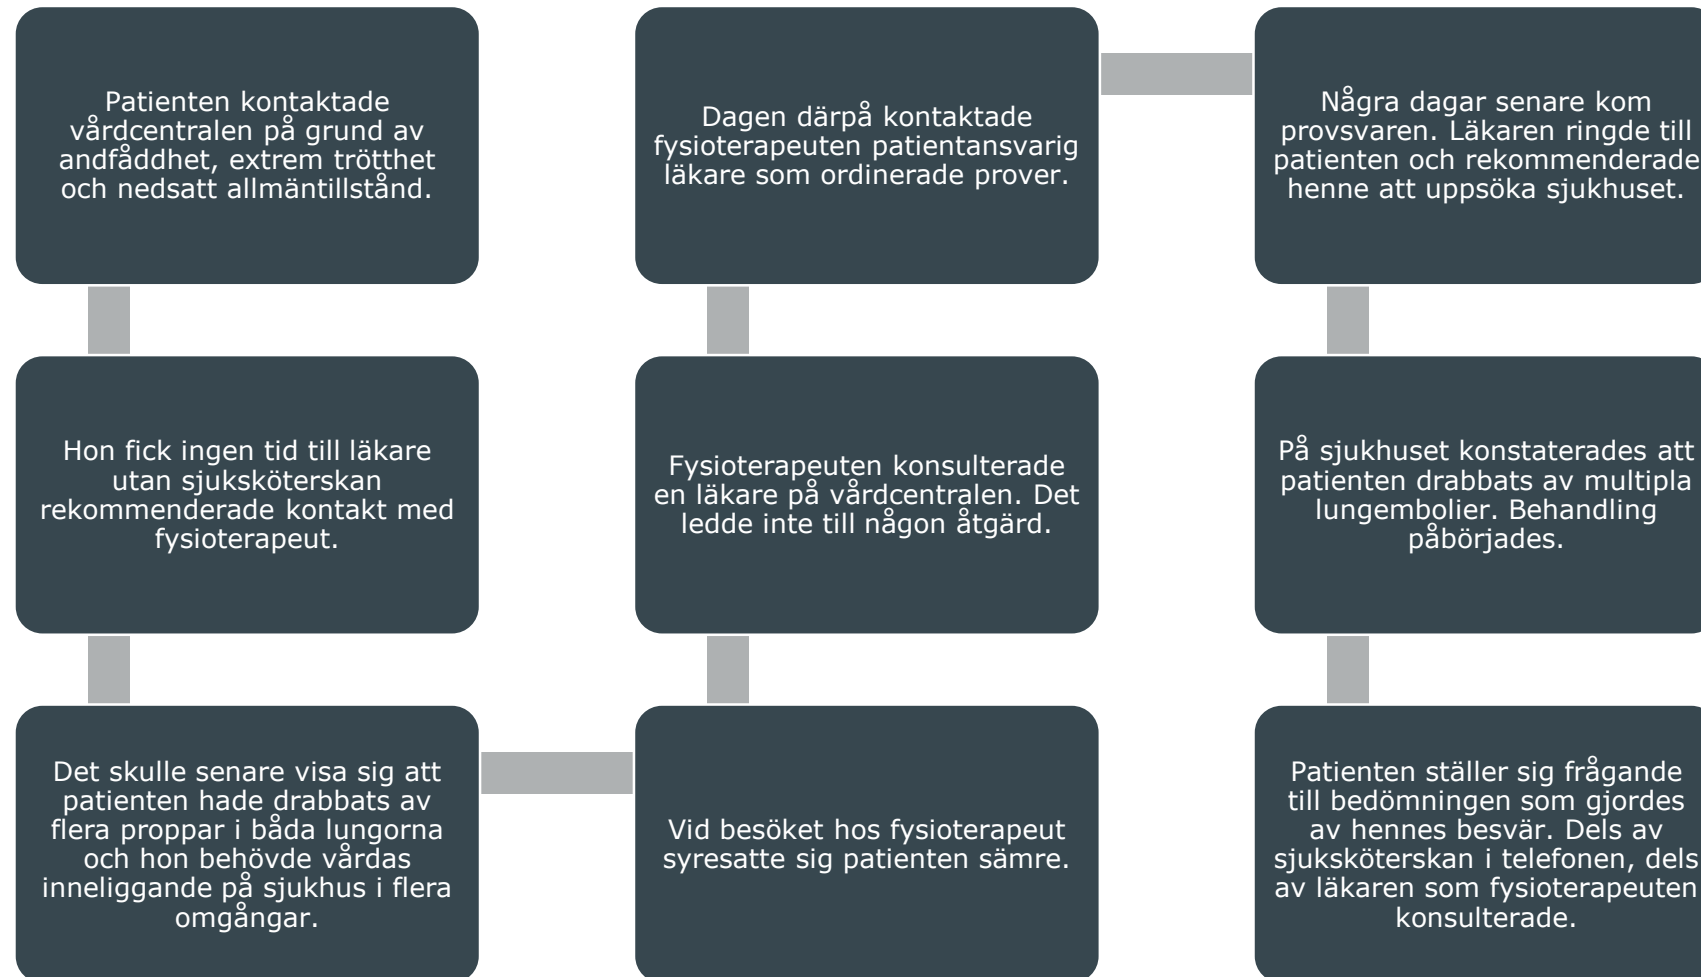 Patienten kontaktade
vårdcentralen på grund av
andfåddhet, extrem trötthet
och nedsatt allmäntillstånd.
Hon fick ingen tid till läkare
utan sjuksköterskan
rekommenderade kontakt med
fysioterapeut.
Det skulle senare visa sig att
patienten hade drabbats av
flera proppar i båda lungorna
och hon behövde vårdas
inneliggande på sjukhus i flera
omgångar.
Vid besöket hos fysioterapeut
syresatte sig patienten sämre.
Fysioterapeuten konsulterade
en läkare på vårdcentralen. Det
ledde inte till någon åtgärd.
Dagen därpå kontaktade
fysioterapeuten patientansvarig
läkare som ordinerade prover.
Några dagar senare kom
provsvaren. Läkaren ringde till
patienten och rekommenderade
henne att uppsöka sjukhuset.
På sjukhuset konstaterades att
patienten drabbats av multipla
lungembolier. Behandling
påbörjades.
Patienten ställer sig frågande
till bedömningen som gjordes
av hennes besvär. Dels av
sjuksköterskan i telefonen, dels
av läkaren som fysioterapeuten
konsulterade.